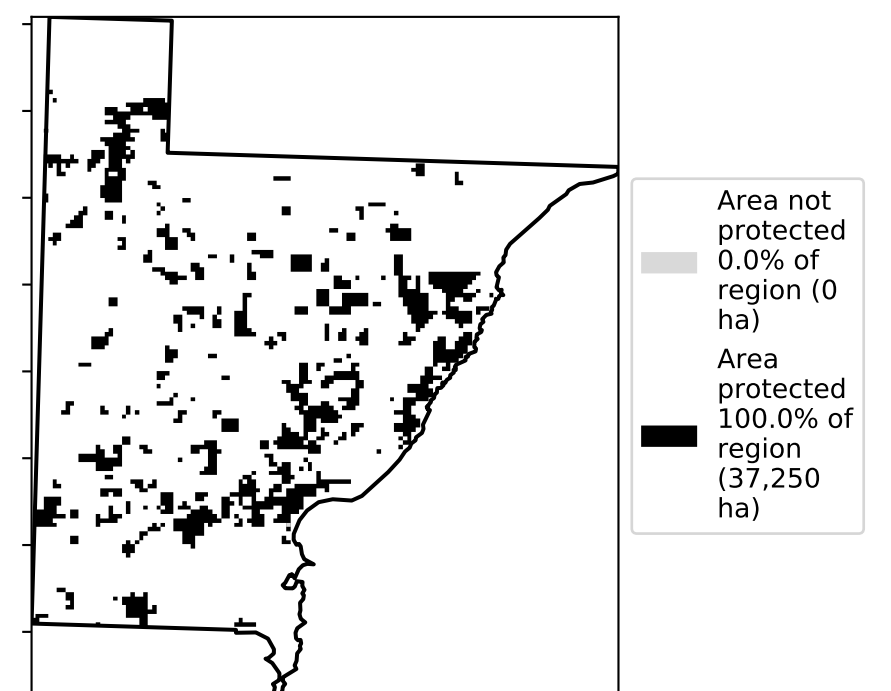 Area not
protected
0.0% of
region (0
ha)
Area
protected
100.0% of
region
(37,250
ha)